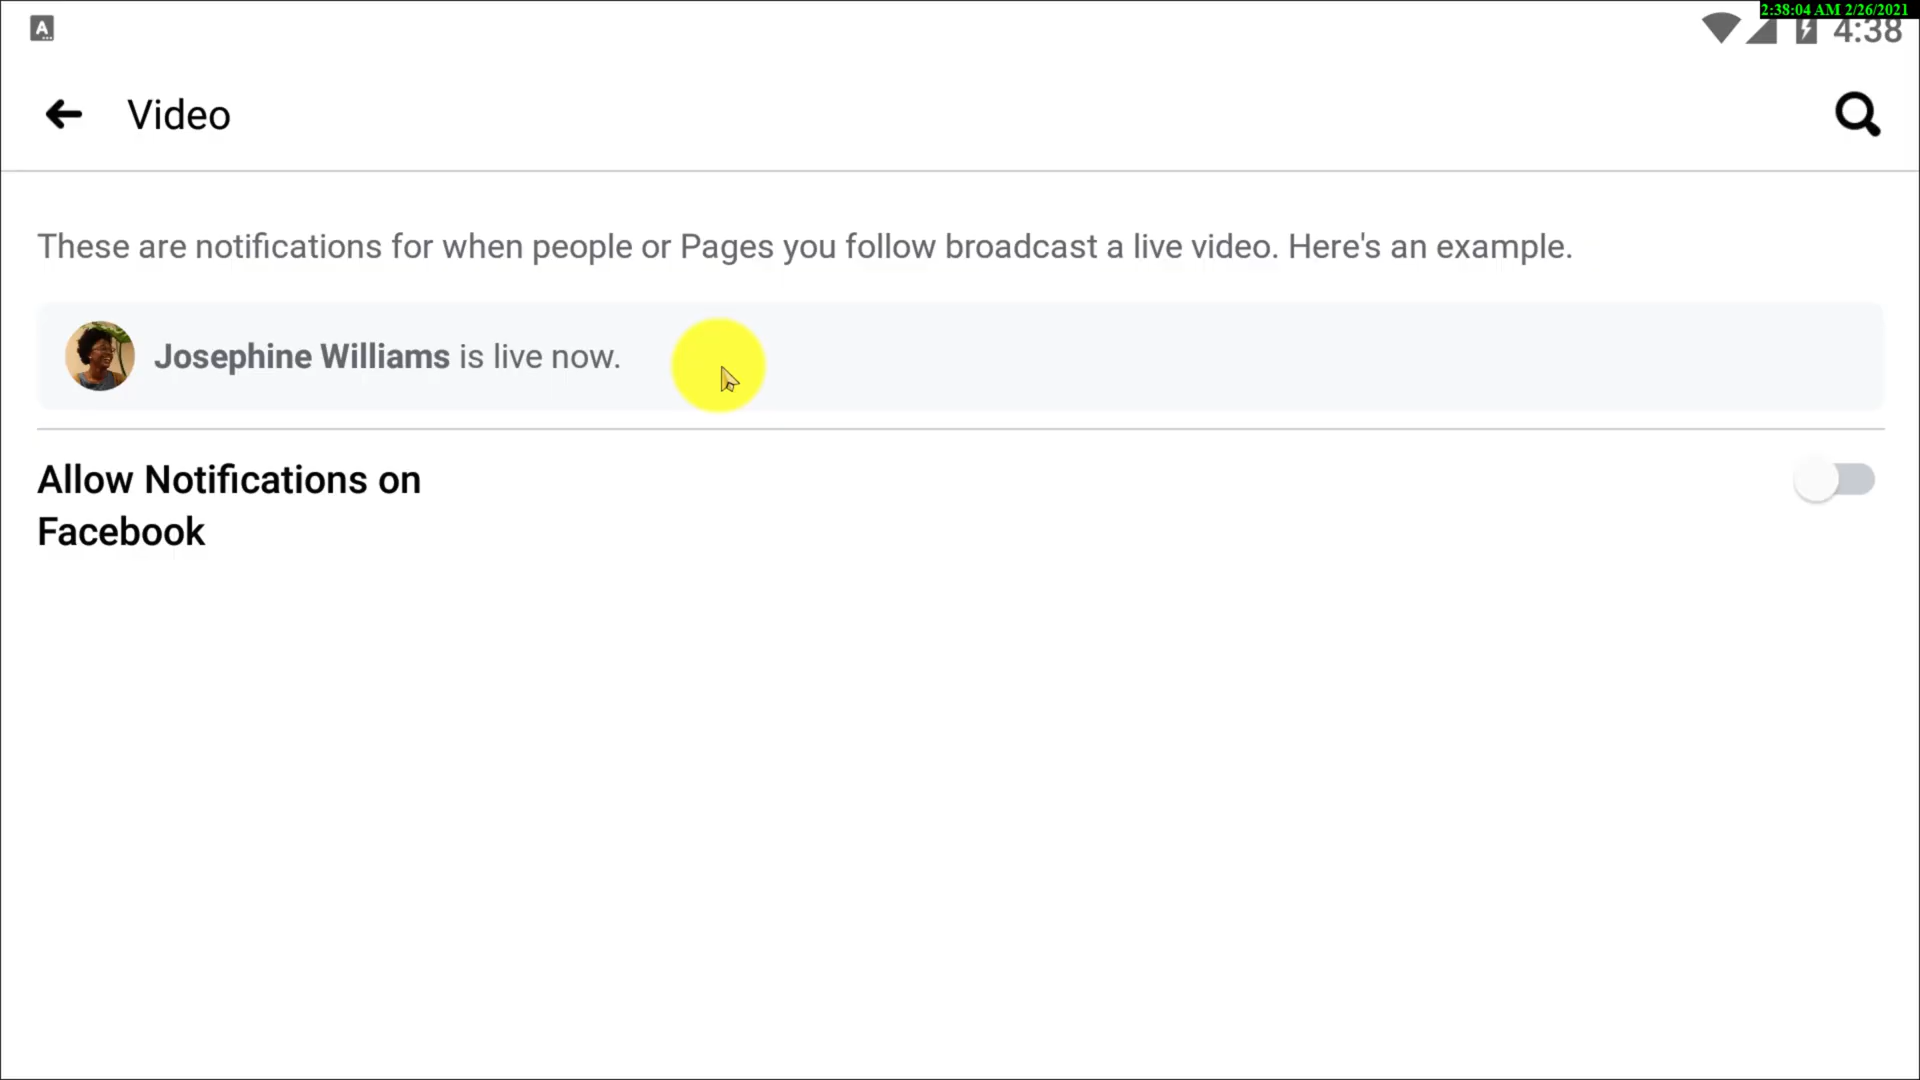 2:38:04 AM 2/26/2021
A
4:38
Video
These are notifications for when people or Pages you follow broadcast a live video. Here's an example.
Josephine Williams is live now.
Allow Notifications on
Facebook